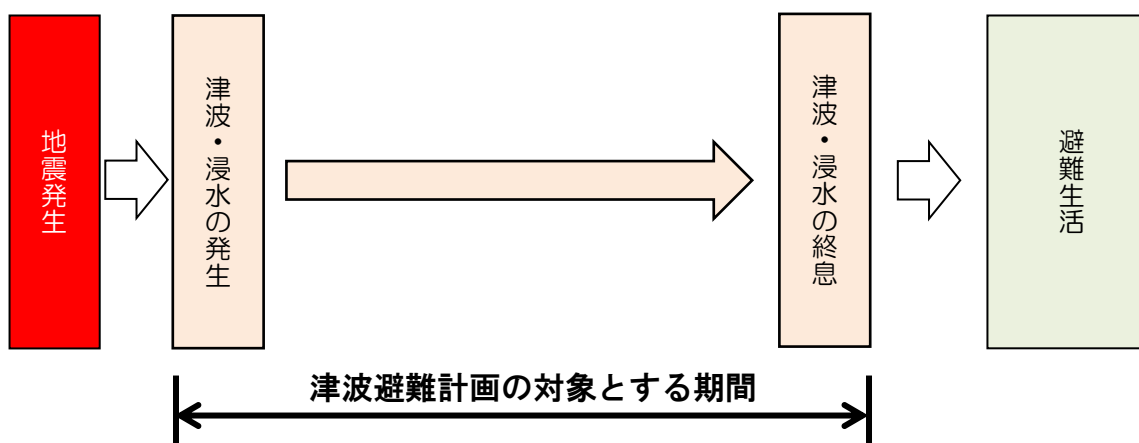 地震発生
津波・浸水の発生
津波・浸水の終息
避難生活
津波避難計画の対象とする期間